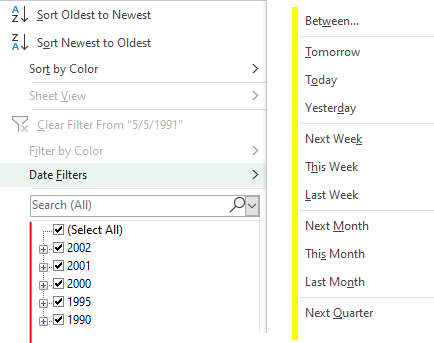 Sort Oldest to Newest
Sort Newest to Oldest
Sort by Color
Sheet View
Clear Filter From "5/5/1991"
Filter by Color
Date Filters
Search (All)
(Select All)
2002
2001
2000
1995
1990
Between...
Tomorrow
Today
Yesterday
Next Week
This Week
Last Week
Next Month
This Month
Last Month
Next Quarter